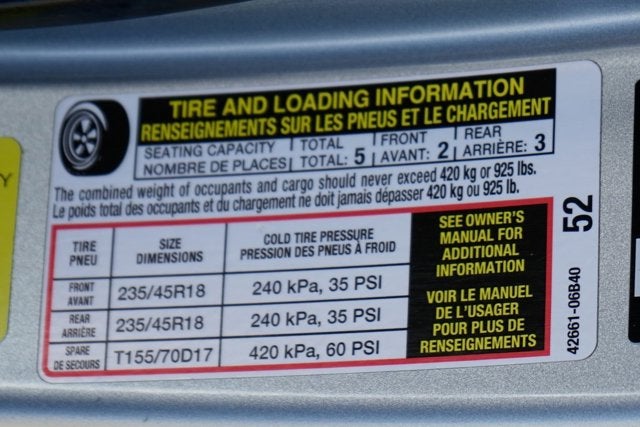 TIRE AND LOADING INFORMATION
RENSEIGNEMENTS SUR LES PNEUS ET LE CHARGEMENT
SEATING CAPACITY | TOTAL | FRONT | REAR
NOMBRE DE PLACES | TOTAL: 5 | AVANT: 2 | ARRIÈRE: 3
The combined weight of occupants and cargo should never exceed 420 kg or 925 lbs.
Le poids total des occupants et du chargement ne doit jamais dépasser 420 kg ou 925 lb.
TIRE
PNEU
SIZE
DIMENSIONS
COLD TIRE PRESSURE
PRESSION DES PNEUS À FROID
FRONT
AVANT
235/45R18
240 kPa, 35 PSI
REAR
ARRIÈRE
235/45R18
240 kPa, 35 PSI
SPARE
DE SECOURS
T155/70D17
420 kPa, 60 PSI
SEE OWNER'S
MANUAL FOR
ADDITIONAL
INFORMATION
VOIR LE MANUEL
DE L'USAGER
POUR PLUS DE
RENSEIGNEMENTS
52
42661-06B40
Y